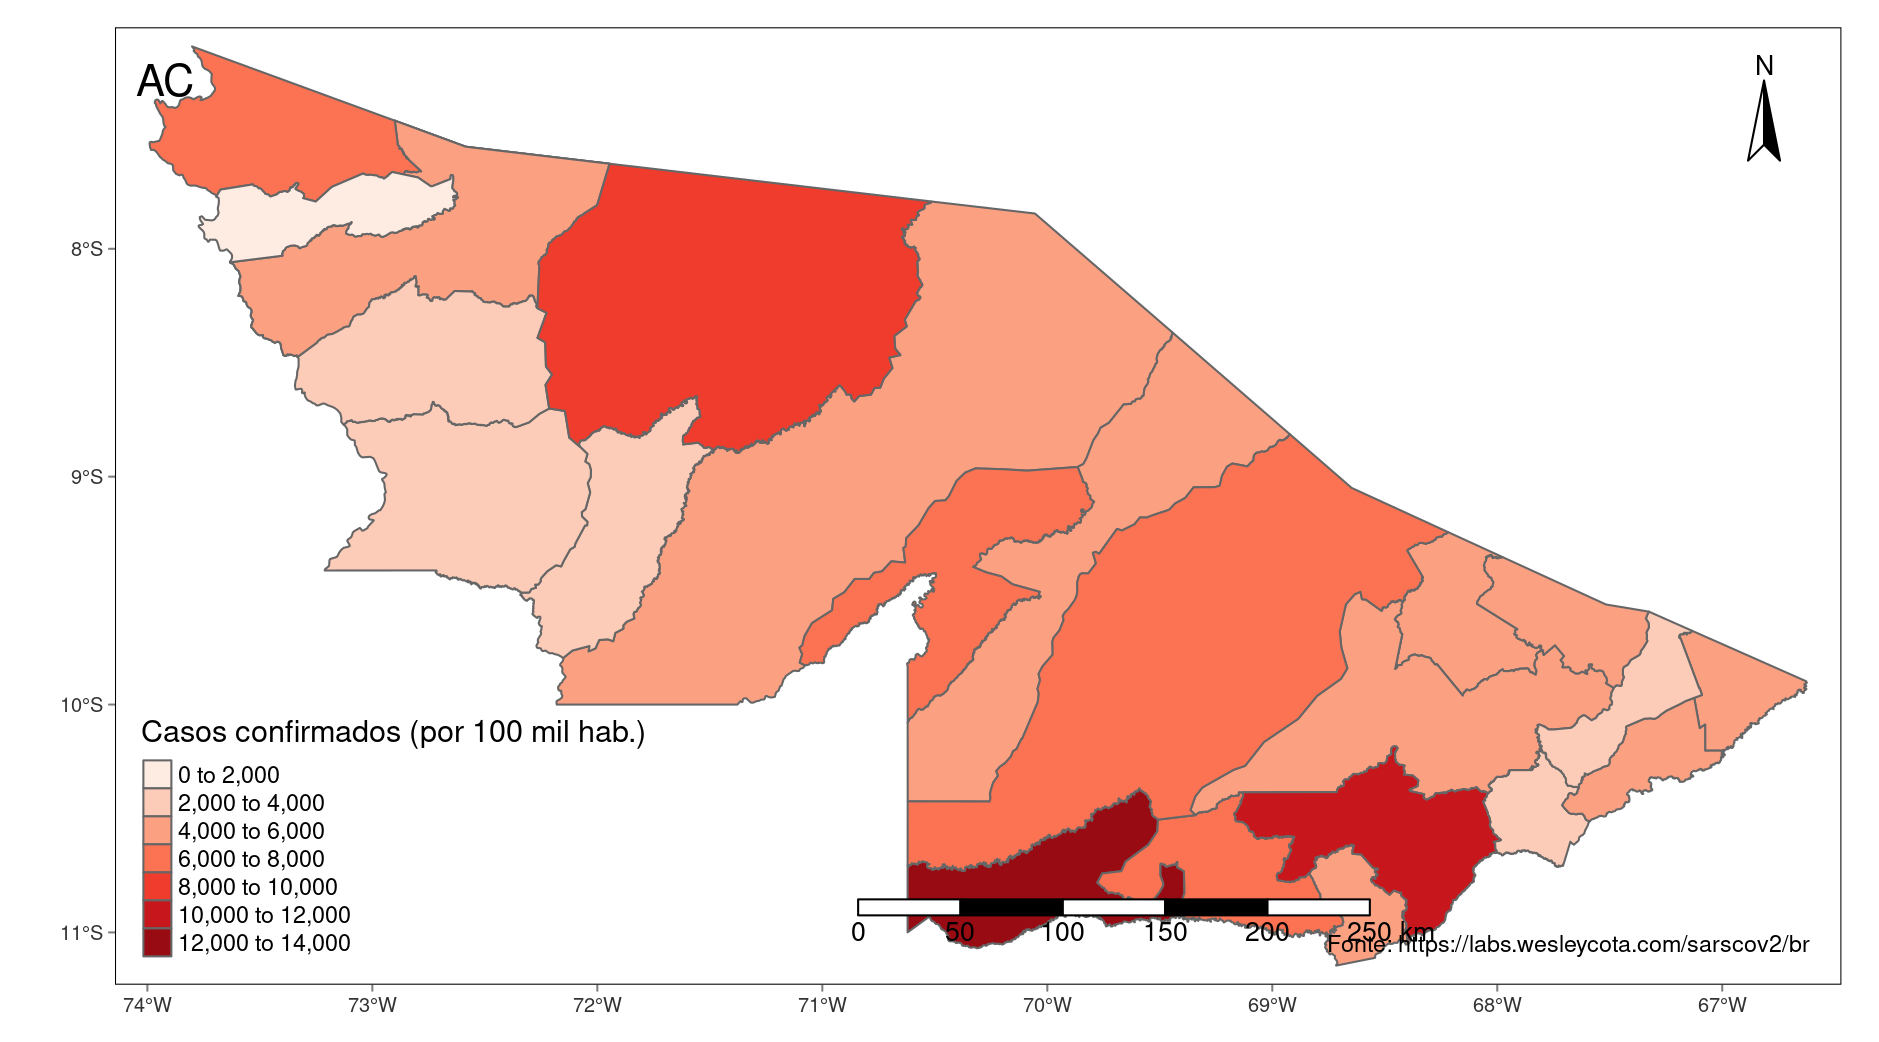 AC
N
8°S
9°S
10°S
11°S
Casos confirmados (por 100 mil hab.)
0 to 2,000
2,000 to 4,000
4,000 to 6,000
6,000 to 8,000
8,000 to 10,000
10,000 to 12,000
12,000 to 14,000
0 50 100 150 200 250 km
Fonte: https://labs.wesleycota.com/sarscov2/br
74°W 73°W 72°W 71°W 70°W 69°W 68°W 67°W